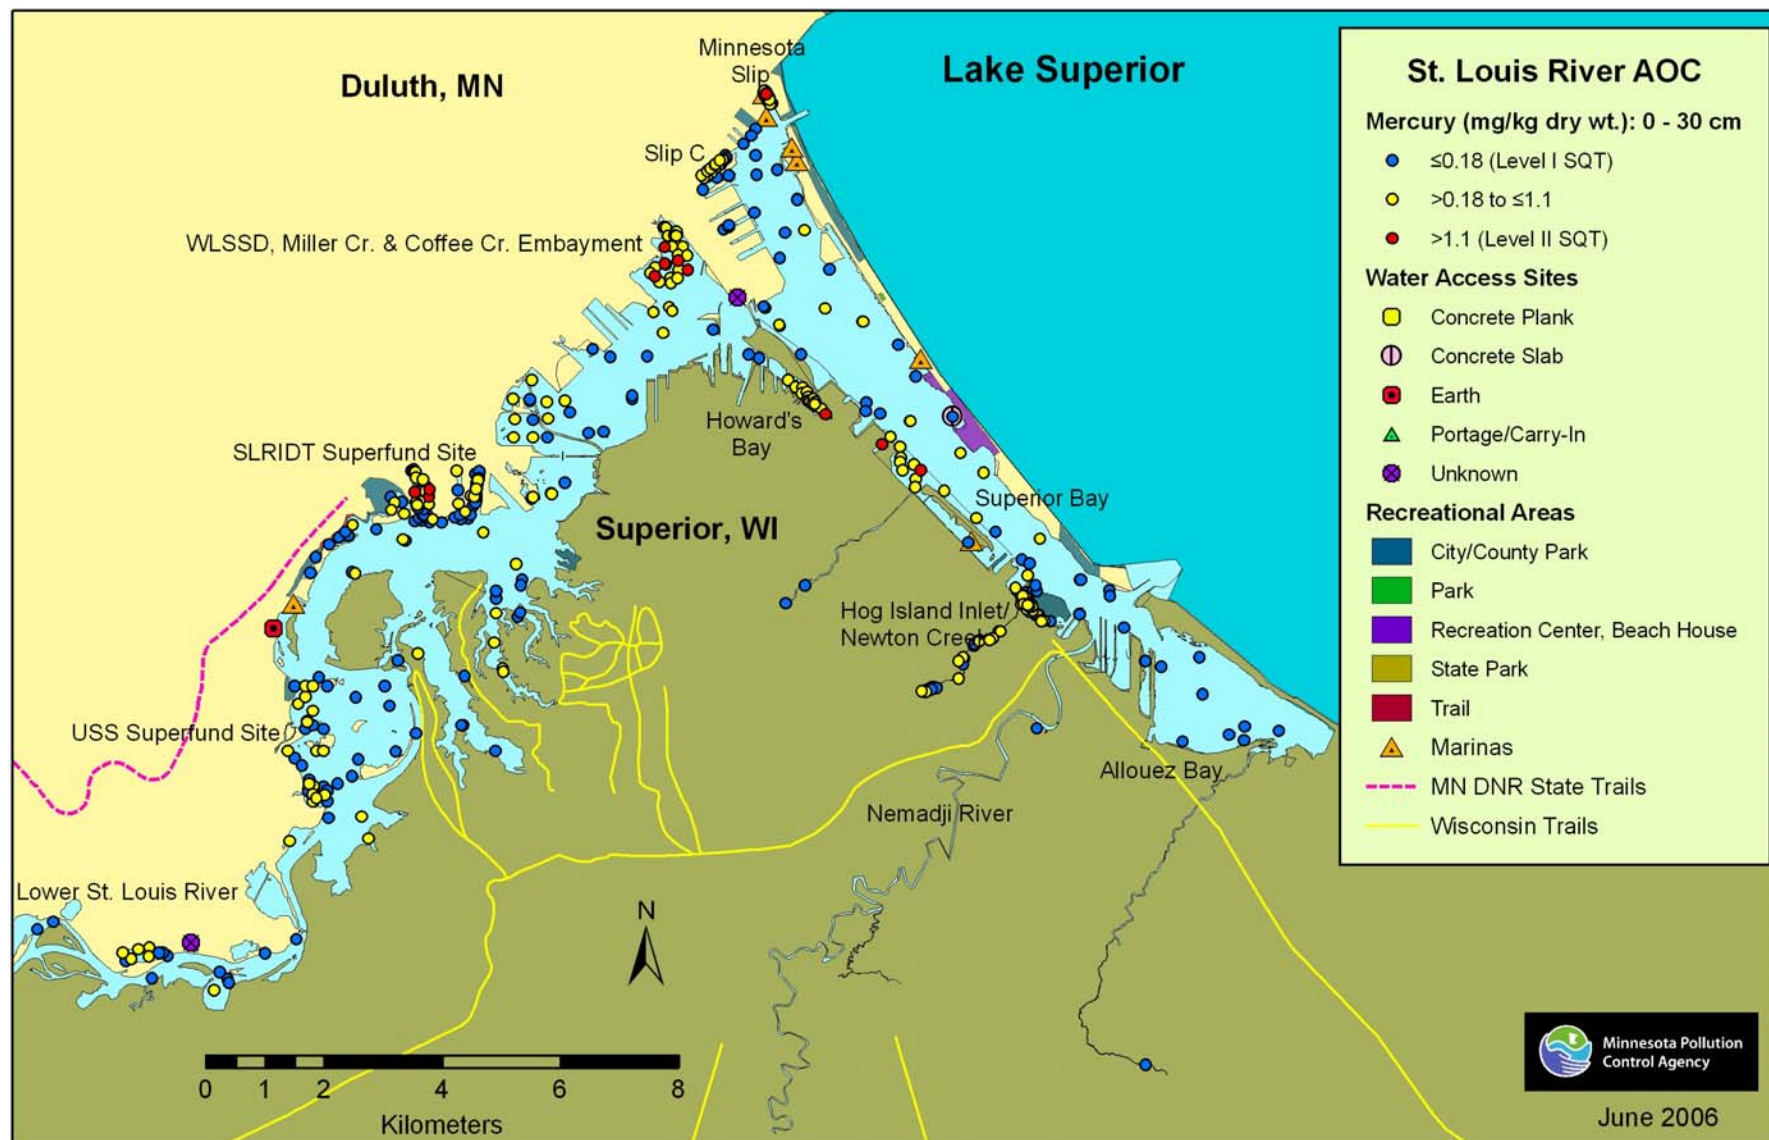 Duluth, MN
Minnesota
Slip
Lake Superior
Slip C
WLSSD, Miller Cr. & Coffee Cr. Embayment
Howard's
Bay
SLRIDT Superfund Site
Superior, WI
Superior Bay
Hog Island Inlet/
Newton Creek
USS Superfund Site
Allouez Bay
Nemadji River
Lower St. Louis River
N
0 1 2 4 6 8
Kilometers
St. Louis River AOC
Mercury (mg/kg dry wt.): 0 - 30 cm
≤0.18 (Level I SQT)
>0.18 to ≤1.1
>1.1 (Level II SQT)
Water Access Sites
Concrete Plank
Concrete Slab
Earth
Portage/Carry-In
Unknown
Recreational Areas
City/County Park
Park
Recreation Center, Beach House
State Park
Trail
Marinas
MN DNR State Trails
Wisconsin Trails
Minnesota Pollution
Control Agency
June 2006